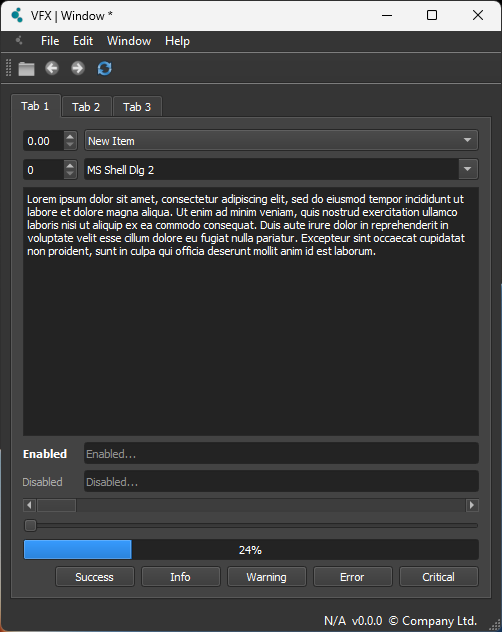 VFX | Window *
File Edit Window Help
Tab 1 Tab 2 Tab 3
0.00 New Item
0 MS Shell Dlg 2
Lorem ipsum dolor sit amet, consectetur adipiscing elit, sed do eiusmod tempor incididunt ut
labore et dolore magna aliqua. Ut enim ad minim veniam, quis nostrud exercitation ullamco
laboris nisi ut aliquip ex ea commodo consequat. Duis aute irure dolor in reprehenderit in
voluptate velit esse cillum dolore eu fugiat nulla pariatur. Excepteur sint occaecat cupidatat
non proident, sunt in culpa qui officia deserunt mollit anim id est laborum.
Enabled Enabled...
Disabled Disabled...
24%
Success Info Warning Error Critical
N/A v0.0.0 © Company Ltd.